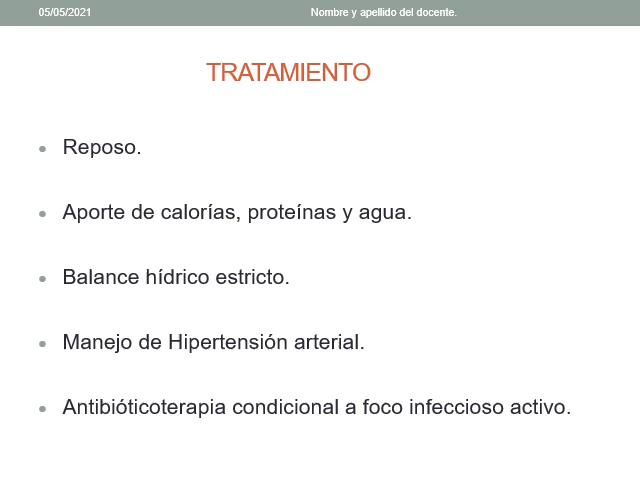 05/05/2021 Nombre y apellido del docente.
TRATAMIENTO
• Reposo.
• Aporte de calorías, proteínas y agua.
• Balance hídrico estricto.
• Manejo de Hipertensión arterial.
• Antibióticoterapia condicional a foco infeccioso activo.